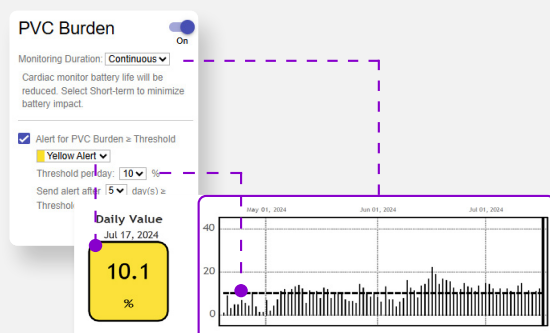 PVC Burden
On
Monitoring Duration: Continuous
Cardiac monitor battery life will be
reduced. Select Short-term to minimize
battery impact.
Alert for PVC Burden ≥ Threshold
Yellow Alert
Threshold per day: 10 %
Send alert after 5 day(s) ≥
Threshold
Daily Value
Jul 17, 2024
10.1
%
May 01, 2024 Jun 01, 2024 Jul 01, 2024
40
20
0